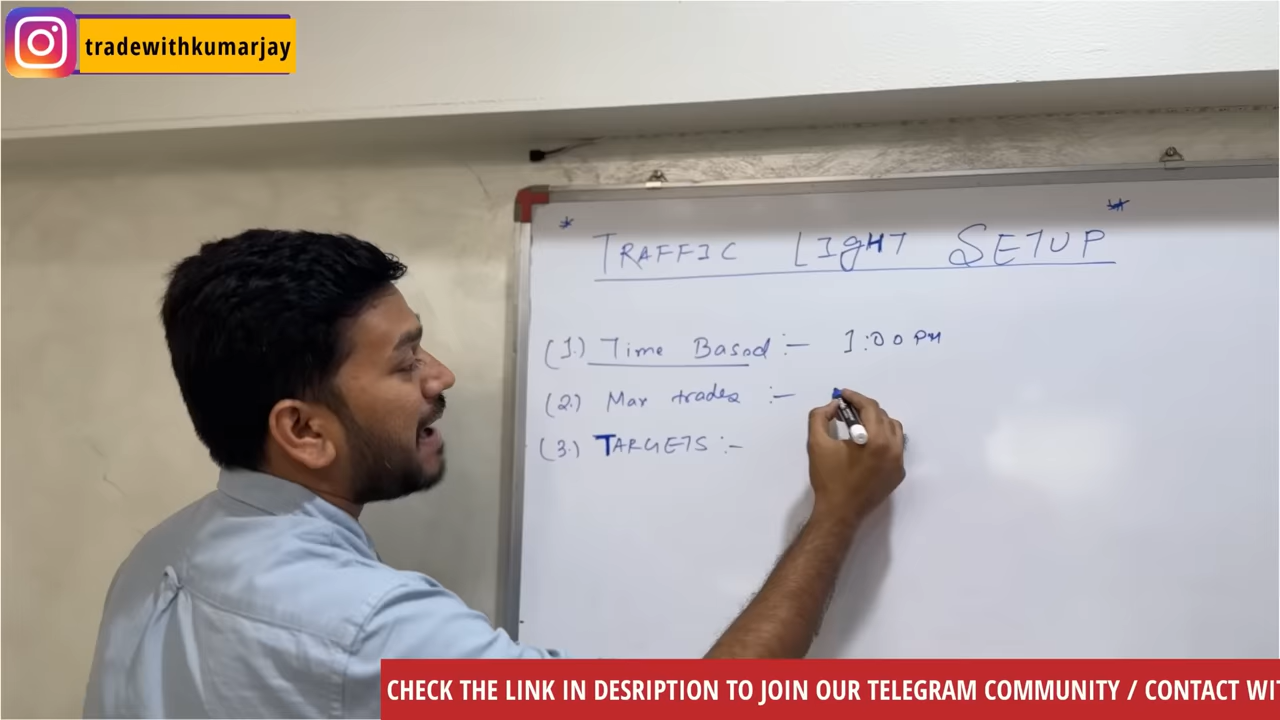 tradewithkumarjay
* TRAFFIC LIGHT SETUP *
(1.) Time Based :- 1:00 PM
(2.) Max trades :-
(3.) TARGETS :-
CHECK THE LINK IN DESRIPTION TO JOIN OUR TELEGRAM COMMUNITY / CONTACT WI